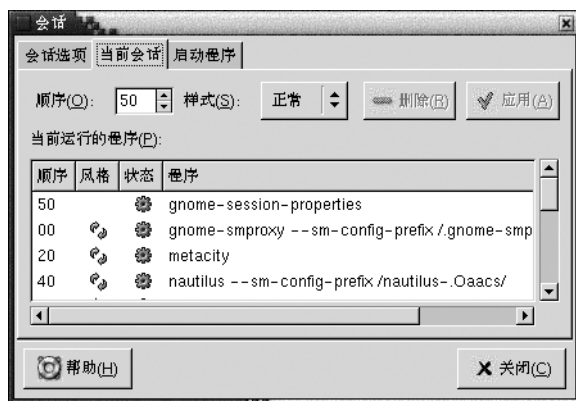 会话
会话选项 当前会话 启动程序
顺序(O): 50 样式(S): 正常 删除(R) 应用(A)
当前运行的程序(P):
顺序 风格 状态 程序
50 gnome-session-properties
00 gnome-smproxy --sm-config-prefix /.gnome-smp
20 metacity
40 nautilus --sm-config-prefix /nautilus-.Oaacs/
帮助(H) 关闭(C)